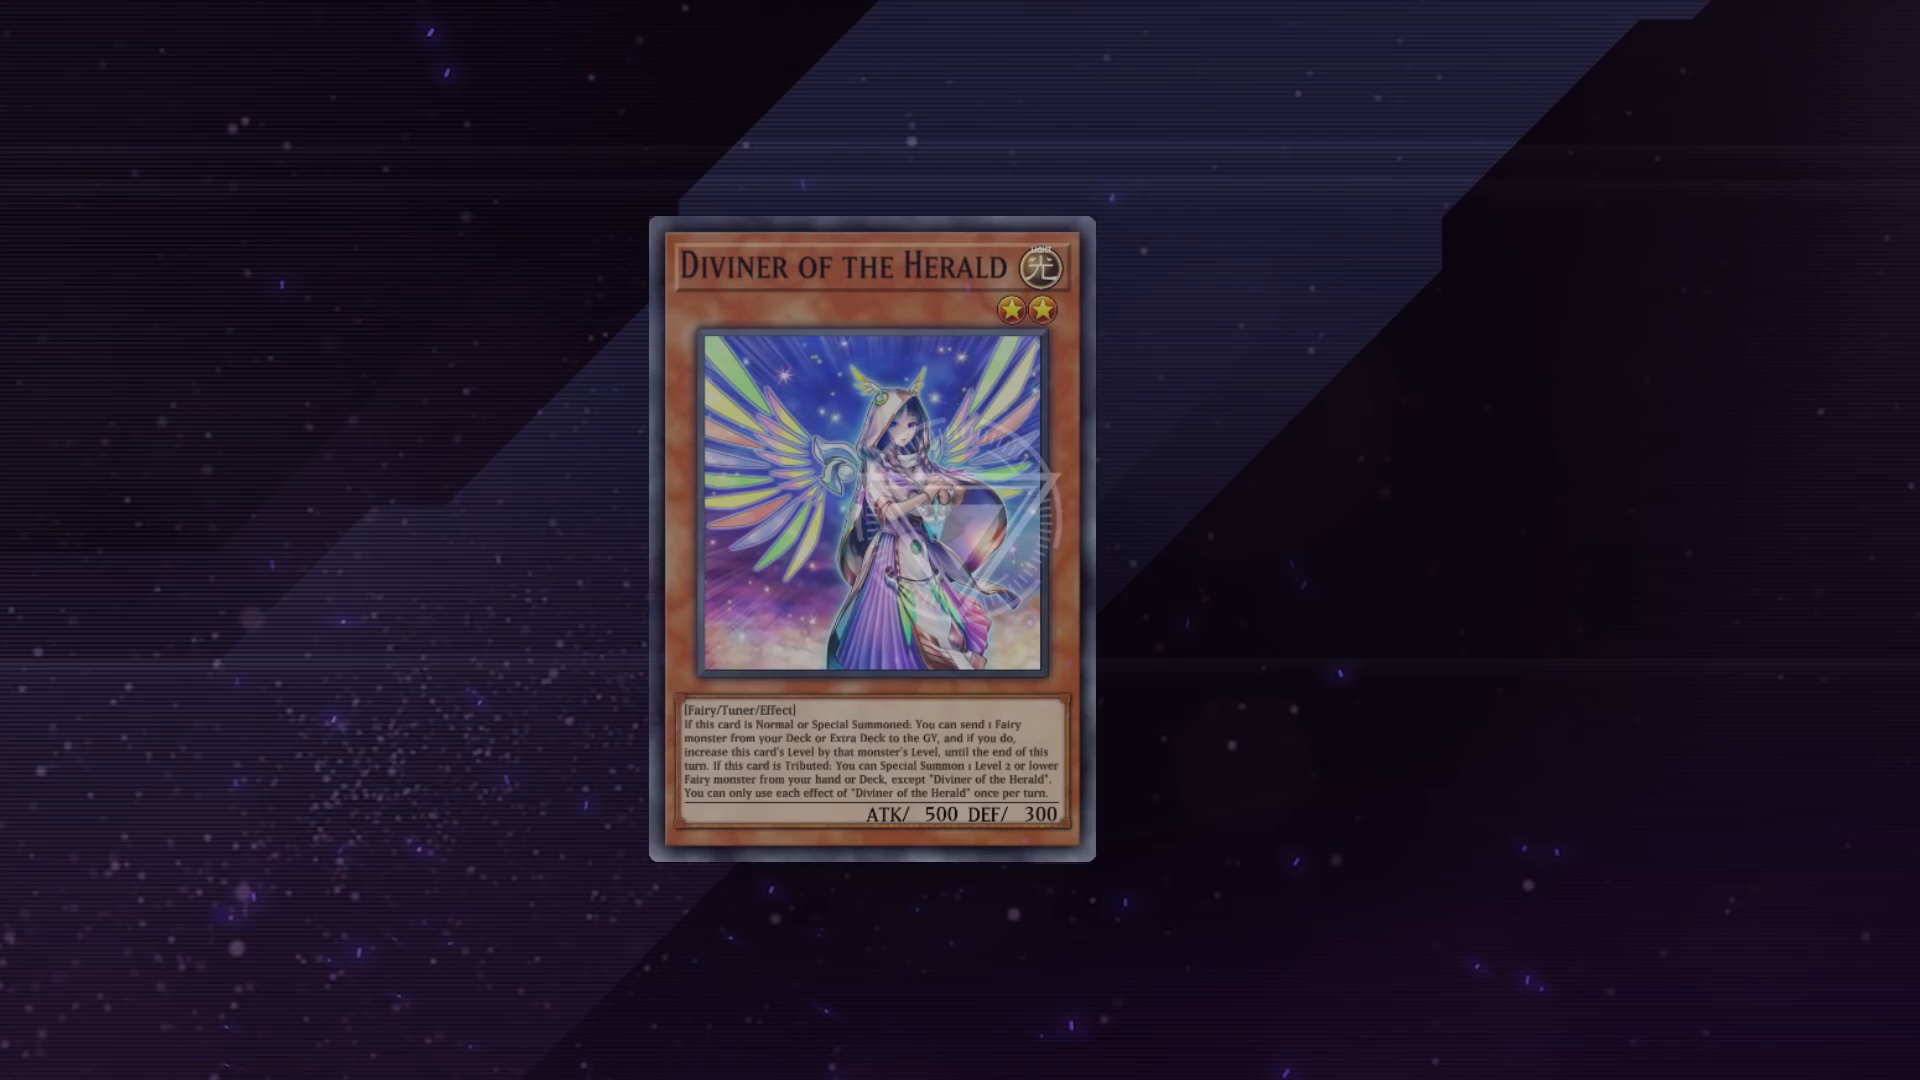 DIVINER OF THE HERALD
LIGHT
光
[Fairy/Tuner/Effect]
If this card is Normal or Special Summoned: You can send 1 Fairy
monster from your Deck or Extra Deck to the GY, and if you do,
increase this card's Level by that monster's Level, until the end of this
turn. If this card is Tributed: You can Special Summon 1 Level 2 or lower
Fairy monster from your hand or Deck, except "Diviner of the Herald".
You can only use each effect of "Diviner of the Herald" once per turn.
ATK/ 500 DEF/ 300